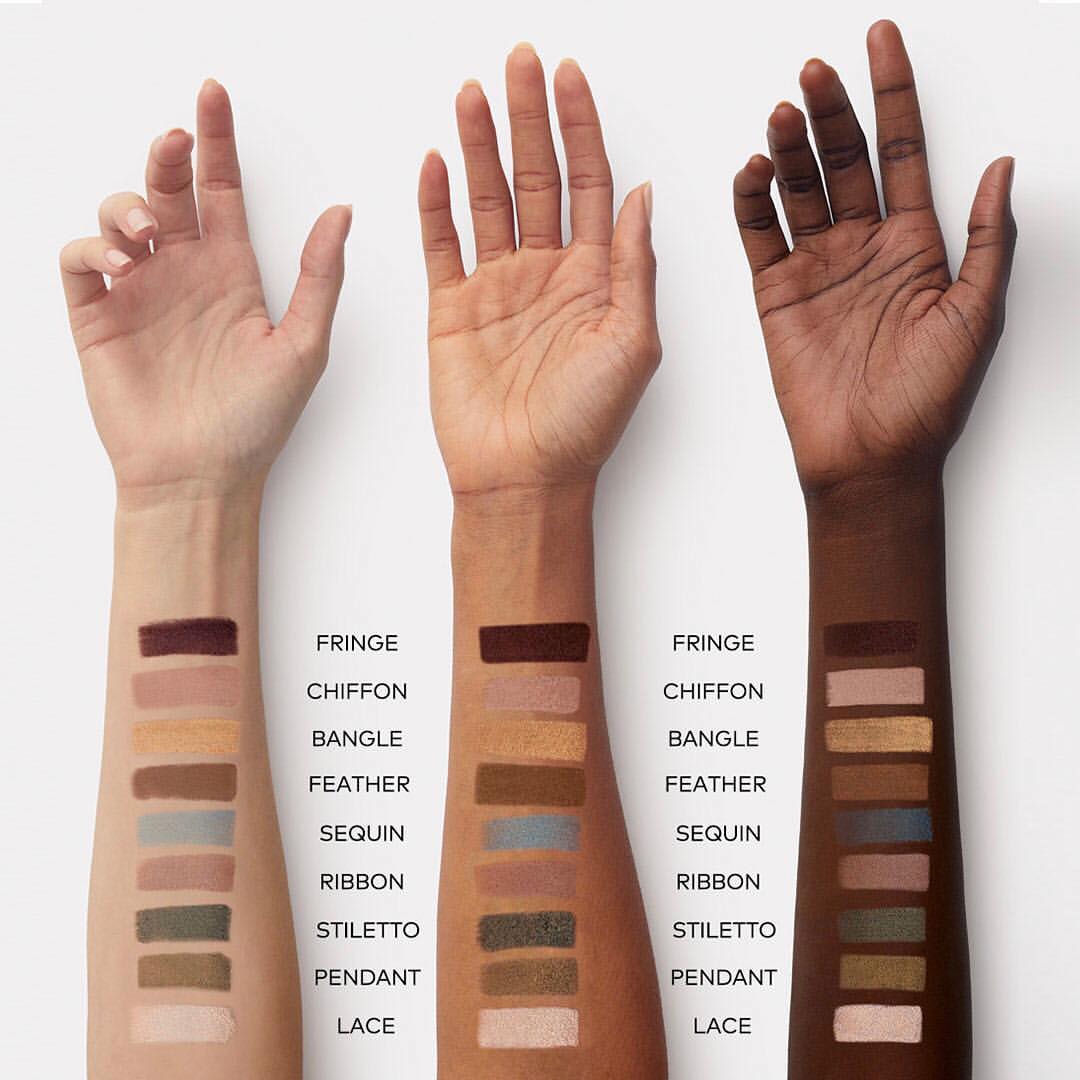 FRINGE
CHIFFON
BANGLE
FEATHER
SEQUIN
RIBBON
STILETTO
PENDANT
LACE
FRINGE
CHIFFON
BANGLE
FEATHER
SEQUIN
RIBBON
STILETTO
PENDANT
LACE